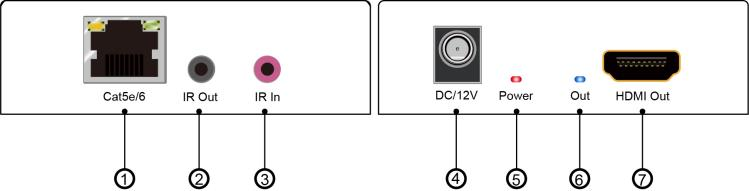 Cat5e/6 IR Out IR In DC/12V Power Out HDMI Out
① ② ③ ④ ⑤ ⑥ ⑦